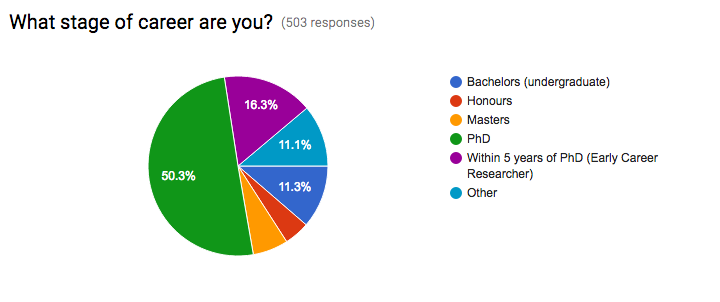 What stage of career are you? (503 responses)
16.3%
11.1%
50.3%
11.3%
Bachelors (undergraduate)
Honours
Masters
PhD
Within 5 years of PhD (Early Career
Researcher)
Other